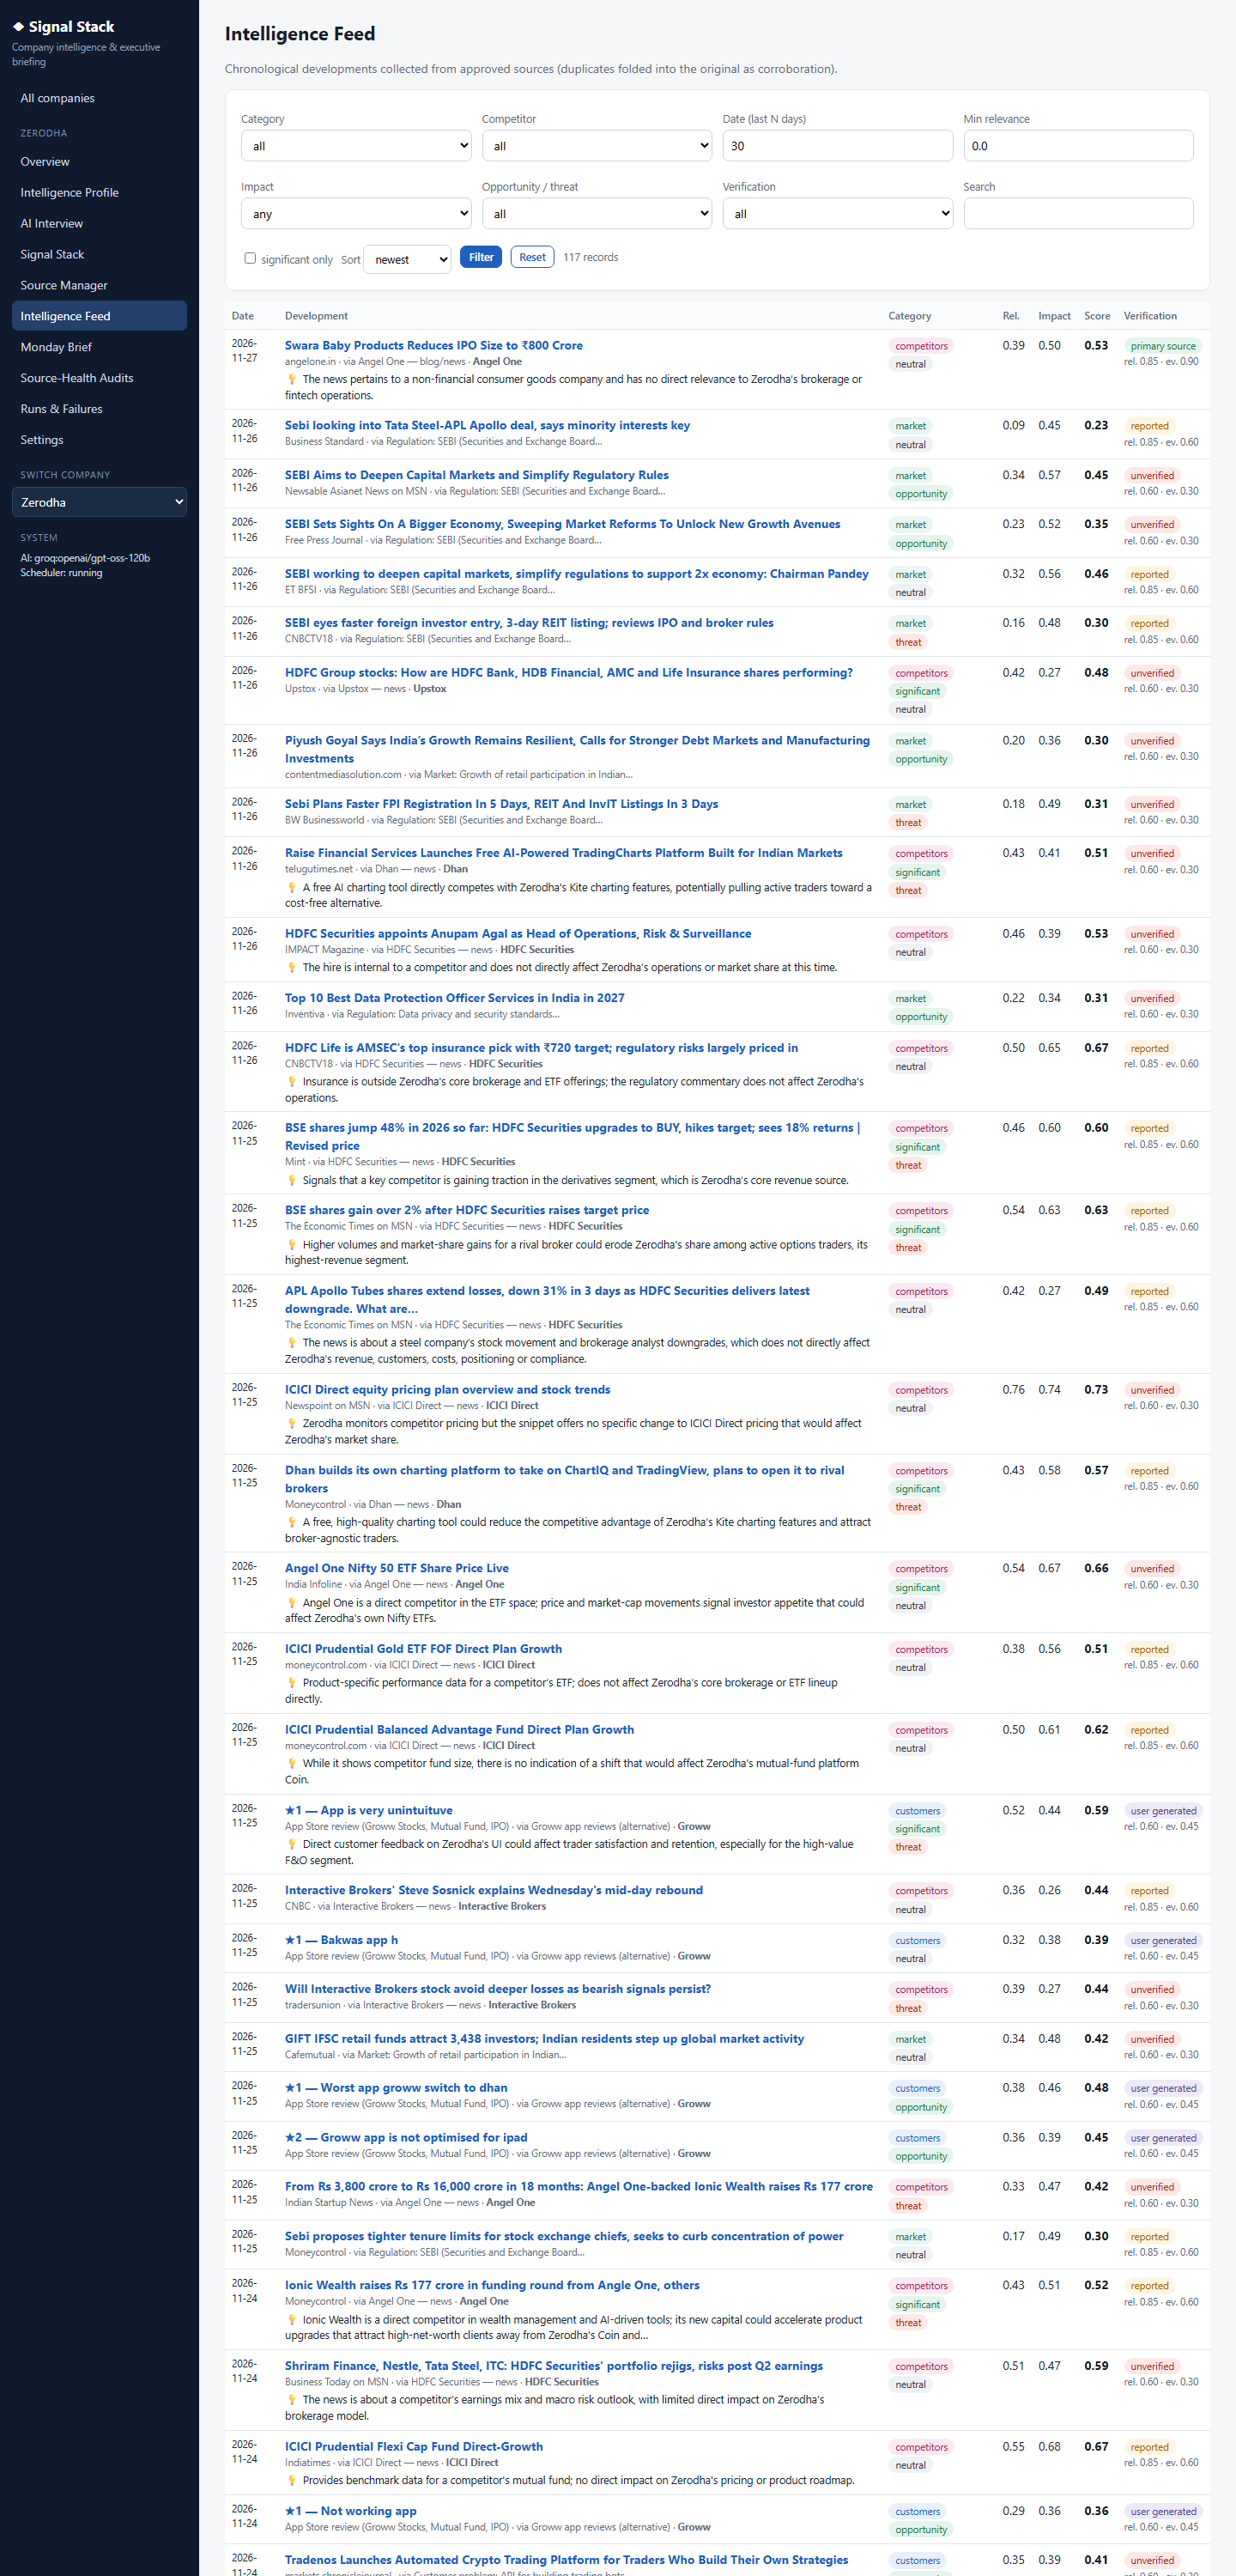 ◆ Signal Stack
Company intelligence & executive
briefing
All companies
ZERODHA
Overview
Intelligence Profile
AI Interview
Signal Stack
Source Manager
Intelligence Feed
Monday Brief
Source-Health Audits
Runs & Failures
Settings
SWITCH COMPANY
Zerodha
SYSTEM
AI: groq:openai/gpt-oss-120b
Scheduler: running
Intelligence Feed
Chronological developments collected from approved sources (duplicates folded into the original as corroboration).
Category Competitor Date (last N days) Min relevance
all all 30 0.0
Impact Opportunity / threat Verification Search
any all all
significant only Sort newest Filter Reset 117 records
Date Development Category Rel. Impact Score Verification
2026-11-27 Swara Baby Products Reduces IPO Size to ₹800 Crore competitors 0.39 0.50 0.53 primary source
angelone.in · via Angel One — blog/news · Angel One neutral rel. 0.85 · ev. 0.90
💡 The news pertains to a non-financial consumer goods company and has no direct relevance to Zerodha's brokerage or
fintech operations.
2026-11-26 Sebi looking into Tata Steel-APL Apollo deal, says minority interests key market 0.09 0.45 0.23 reported
Business Standard · via Regulation: SEBI (Securities and Exchange Board... neutral rel. 0.85 · ev. 0.60
2026-11-26 SEBI Aims to Deepen Capital Markets and Simplify Regulatory Rules market 0.34 0.57 0.45 unverified
Newsable Asianet News on MSN · via Regulation: SEBI (Securities and Exchange Board... opportunity rel. 0.60 · ev. 0.30
2026-11-26 SEBI Sets Sights On A Bigger Economy, Sweeping Market Reforms To Unlock New Growth Avenues market 0.23 0.52 0.35 unverified
Free Press Journal · via Regulation: SEBI (Securities and Exchange Board... opportunity rel. 0.60 · ev. 0.30
2026-11-26 SEBI working to deepen capital markets, simplify regulations to support 2x economy: Chairman Pandey market 0.32 0.56 0.46 reported
ET BFSI · via Regulation: SEBI (Securities and Exchange Board... neutral rel. 0.85 · ev. 0.60
2026-11-26 SEBI eyes faster foreign investor entry, 3-day REIT listing; reviews IPO and broker rules market 0.16 0.48 0.30 reported
CNBCTV18 · via Regulation: SEBI (Securities and Exchange Board... threat rel. 0.85 · ev. 0.60
2026-11-26 HDFC Group stocks: How are HDFC Bank, HDB Financial, AMC and Life Insurance shares performing? competitors 0.42 0.27 0.48 unverified
Upstox · via Upstox — news · Upstox significant rel. 0.60 · ev. 0.30
neutral
2026-11-26 Piyush Goyal Says India's Growth Remains Resilient, Calls for Stronger Debt Markets and Manufacturing market 0.20 0.36 0.30 unverified
Investments opportunity rel. 0.60 · ev. 0.30
contentmediasolution.com · via Market: Growth of retail participation in Indian...
2026-11-26 Sebi Plans Faster FPI Registration In 5 Days, REIT And InvIT Listings In 3 Days market 0.18 0.49 0.31 unverified
BW Businessworld · via Regulation: SEBI (Securities and Exchange Board... threat rel. 0.60 · ev. 0.30
2026-11-26 Raise Financial Services Launches Free AI-Powered TradingCharts Platform Built for Indian Markets competitors 0.43 0.41 0.51 unverified
telugutimes.net · via Dhan — news · Dhan significant rel. 0.60 · ev. 0.30
💡 A free AI charting tool directly competes with Zerodha's Kite charting features, potentially pulling active traders toward a threat
cost-free alternative.
2026-11-26 HDFC Securities appoints Anupam Agal as Head of Operations, Risk & Surveillance competitors 0.46 0.39 0.53 unverified
IMPACT Magazine · via HDFC Securities — news · HDFC Securities neutral rel. 0.60 · ev. 0.30
💡 The hire is internal to a competitor and does not directly affect Zerodha's operations or market share at this time.
2026-11-26 Top 10 Best Data Protection Officer Services in India in 2027 market 0.22 0.34 0.31 unverified
Inventiva · via Regulation: Data privacy and security standards... opportunity rel. 0.60 · ev. 0.30
2026-11-26 HDFC Life is AMSEC's top insurance pick with ₹720 target; regulatory risks largely priced in competitors 0.50 0.65 0.67 reported
CNBCTV18 · via HDFC Securities — news · HDFC Securities neutral rel. 0.85 · ev. 0.60
💡 Insurance is outside Zerodha's core brokerage and ETF offerings; the regulatory commentary does not affect Zerodha's
operations.
2026-11-25 BSE shares jump 48% in 2026 so far: HDFC Securities upgrades to BUY, hikes target; sees 18% returns | competitors 0.46 0.60 0.60 reported
Revised price significant rel. 0.85 · ev. 0.60
Mint · via HDFC Securities — news · HDFC Securities threat
💡 Signals that a key competitor is gaining traction in the derivatives segment, which is Zerodha's core revenue source.
2026-11-25 BSE shares gain over 2% after HDFC Securities raises target price competitors 0.54 0.63 0.63 reported
The Economic Times on MSN · via HDFC Securities — news · HDFC Securities significant rel. 0.85 · ev. 0.60
💡 Higher volumes and market-share gains for a rival broker could erode Zerodha's share among active options traders, its threat
highest-revenue segment.
2026-11-25 APL Apollo Tubes shares extend losses, down 31% in 3 days as HDFC Securities delivers latest competitors 0.42 0.27 0.49 reported
downgrade. What are... neutral rel. 0.85 · ev. 0.60
The Economic Times on MSN · via HDFC Securities — news · HDFC Securities
💡 The news is about a steel company's stock movement and brokerage analyst downgrades, which does not directly affect
Zerodha's revenue, customers, costs, positioning or compliance.
2026-11-25 ICICI Direct equity pricing plan overview and stock trends competitors 0.76 0.74 0.73 unverified
Newspoint on MSN · via ICICI Direct — news · ICICI Direct neutral rel. 0.60 · ev. 0.30
💡 Zerodha monitors competitor pricing but the snippet offers no specific change to ICICI Direct pricing that would affect
Zerodha's market share.
2026-11-25 Dhan builds its own charting platform to take on ChartIQ and TradingView, plans to open it to rival competitors 0.43 0.58 0.57 reported
brokers significant rel. 0.85 · ev. 0.60
Moneycontrol · via Dhan — news · Dhan threat
💡 A free, high-quality charting tool could reduce the competitive advantage of Zerodha's Kite charting features and attract
broker-agnostic traders.
2026-11-25 Angel One Nifty 50 ETF Share Price Live competitors 0.54 0.67 0.66 unverified
India Infoline · via Angel One — news · Angel One significant rel. 0.60 · ev. 0.30
💡 Angel One is a direct competitor in the ETF space; price and market-cap movements signal investor appetite that could neutral
affect Zerodha's own Nifty ETFs.
2026-11-25 ICICI Prudential Gold ETF FOF Direct Plan Growth competitors 0.38 0.56 0.51 reported
moneycontrol.com · via ICICI Direct — news · ICICI Direct neutral rel. 0.85 · ev. 0.60
💡 Product-specific performance data for a competitor's ETF; does not affect Zerodha's core brokerage or ETF lineup
directly.
2026-11-25 ICICI Prudential Balanced Advantage Fund Direct Plan Growth competitors 0.50 0.61 0.62 reported
moneycontrol.com · via ICICI Direct — news · ICICI Direct neutral rel. 0.85 · ev. 0.60
💡 While it shows competitor fund size, there is no indication of a shift that would affect Zerodha's mutual-fund platform
Coin.
2026-11-25 ★1 — App is very unintuituve customers 0.52 0.44 0.59 user generated
App Store review (Groww Stocks, Mutual Fund, IPO) · via Groww app reviews (alternative) · Groww significant rel. 0.60 · ev. 0.45
💡 Direct customer feedback on Zerodha's UI could affect trader satisfaction and retention, especially for the high-value threat
F&O segment.
2026-11-25 Interactive Brokers' Steve Sosnick explains Wednesday's mid-day rebound competitors 0.36 0.26 0.44 reported
CNBC · via Interactive Brokers — news · Interactive Brokers neutral rel. 0.85 · ev. 0.60
2026-11-25 ★1 — Bakwas app h customers 0.32 0.38 0.39 user generated
App Store review (Groww Stocks, Mutual Fund, IPO) · via Groww app reviews (alternative) · Groww neutral rel. 0.60 · ev. 0.45
2026-11-25 Will Interactive Brokers stock avoid deeper losses as bearish signals persist? competitors 0.39 0.27 0.44 unverified
tradersunion · via Interactive Brokers — news · Interactive Brokers threat rel. 0.60 · ev. 0.30
2026-11-25 GIFT IFSC retail funds attract 3,438 investors; Indian residents step up global market activity market 0.34 0.48 0.42 unverified
Cafemutual · via Market: Growth of retail participation in Indian... neutral rel. 0.60 · ev. 0.30
2026-11-25 ★1 — Worst app groww switch to dhan customers 0.38 0.46 0.48 user generated
App Store review (Groww Stocks, Mutual Fund, IPO) · via Groww app reviews (alternative) · Groww opportunity rel. 0.60 · ev. 0.45
2026-11-25 ★2 — Groww app is not optimised for ipad customers 0.36 0.39 0.45 user generated
App Store review (Groww Stocks, Mutual Fund, IPO) · via Groww app reviews (alternative) · Groww opportunity rel. 0.60 · ev. 0.45
2026-11-25 From Rs 3,800 crore to Rs 16,000 crore in 18 months: Angel One-backed Ionic Wealth raises Rs 177 crore competitors 0.33 0.47 0.42 unverified
Indian Startup News · via Angel One — news · Angel One threat rel. 0.60 · ev. 0.30
2026-11-25 Sebi proposes tighter tenure limits for stock exchange chiefs, seeks to curb concentration of power market 0.17 0.49 0.30 reported
Moneycontrol · via Regulation: SEBI (Securities and Exchange Board... neutral rel. 0.85 · ev. 0.60
2026-11-24 Ionic Wealth raises Rs 177 crore in funding round from Angle One, others competitors 0.43 0.51 0.52 reported
Moneycontrol · via Angel One — news · Angel One significant rel. 0.85 · ev. 0.60
💡 Ionic Wealth is a direct competitor in wealth management and AI-driven tools; its new capital could accelerate product threat
upgrades that attract high-net-worth clients away from Zerodha's Coin and...
2026-11-24 Shriram Finance, Nestle, Tata Steel, ITC: HDFC Securities' portfolio rejigs, risks post Q2 earnings competitors 0.51 0.47 0.59 unverified
Business Today on MSN · via HDFC Securities — news · HDFC Securities neutral rel. 0.60 · ev. 0.30
💡 The news is about a competitor's earnings mix and macro risk outlook, with limited direct impact on Zerodha's
brokerage model.
2026-11-24 ICICI Prudential Flexi Cap Fund Direct-Growth competitors 0.55 0.68 0.67 reported
Indiatimes · via ICICI Direct — news · ICICI Direct neutral rel. 0.85 · ev. 0.60
💡 Provides benchmark data for a competitor's mutual fund; no direct impact on Zerodha's pricing or product roadmap.
2026-11-24 ★1 — Not working app customers 0.29 0.36 0.36 user generated
App Store review (Groww Stocks, Mutual Fund, IPO) · via Groww app reviews (alternative) · Groww opportunity rel. 0.60 · ev. 0.45
2026-11-24 Tradenos Launches Automated Crypto Trading Platform for Traders Who Build Their Own Strategies customers 0.35 0.39 0.41 unverified